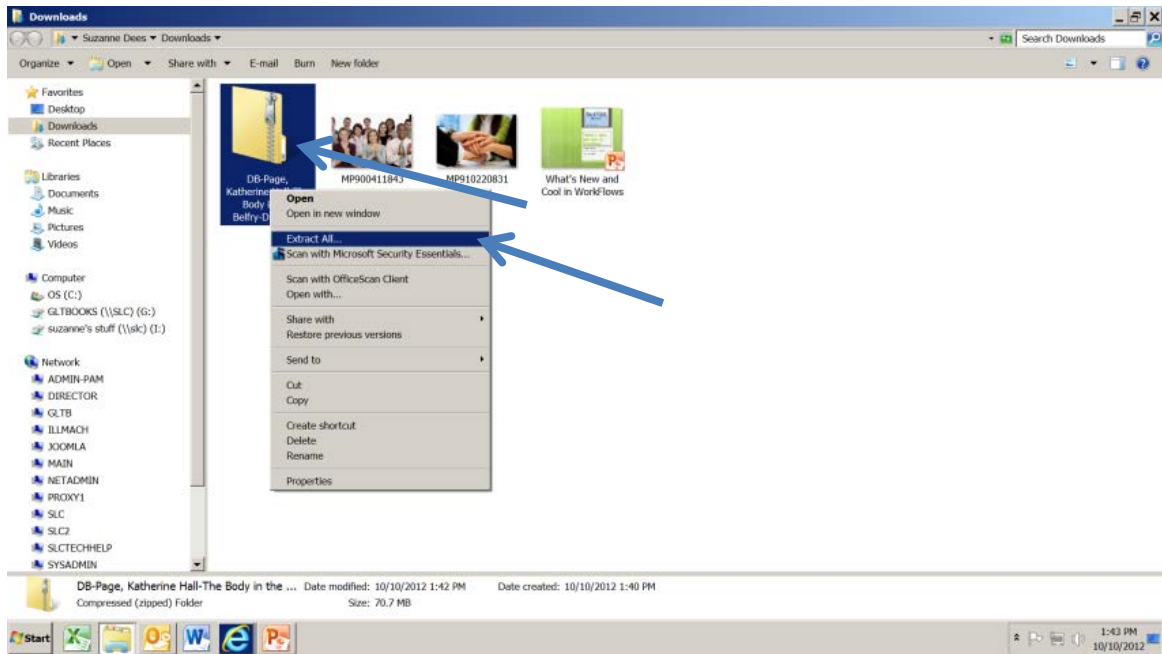 Downloads
Suzanne Dees Downloads
Search Downloads
Organize Open Share with E-mail Burn New folder
Favorites
Desktop
Downloads
Recent Places
Libraries
Documents
Music
Pictures
Videos
Computer
OS (C:)
GLTBOOKS (\\SLC) (G:)
suzanne's stuff (\\slc) (I:)
Network
ADMIN-PAM
DIRECTOR
GLTB
ILLMACH
JOOMLA
MAIN
NETADMIN
PROXY1
SLC
SLC2
SLCTECHHELP
SYSADMIN
DB-Page,
Katherine
Body
Belfry-D
MP900411843
MP910220831
What's New and
Cool in WorkFlows
Open
Open in new window
Extract All...
Scan with Microsoft Security Essentials...
Scan with OfficeScan Client
Open with...
Share with
Restore previous versions
Send to
Cut
Copy
Create shortcut
Delete
Rename
Properties
DB-Page, Katherine Hall-The Body in the ... Date modified: 10/10/2012 1:42 PM Date created: 10/10/2012 1:40 PM
Compressed (zipped) Folder Size: 70.7 MB
Start
1:43 PM
10/10/2012